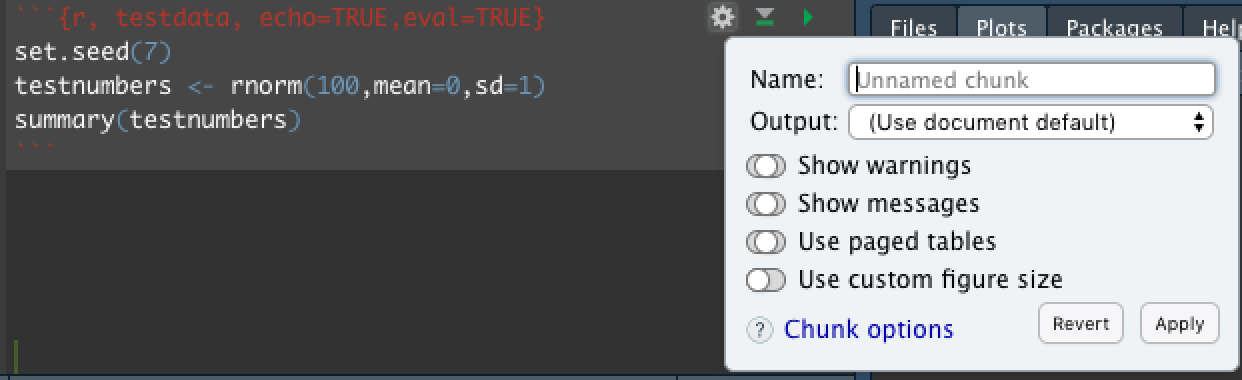 ```{r, testdata, echo=TRUE,eval=TRUE}
set.seed(7)
testnumbers <- rnorm(100,mean=0,sd=1)
summary(testnumbers)
```
Files Plots Packages Hel
Name: Unnamed chunk
Output: (Use document default)
Show warnings
Show messages
Use paged tables
Use custom figure size
? Chunk options Revert Apply